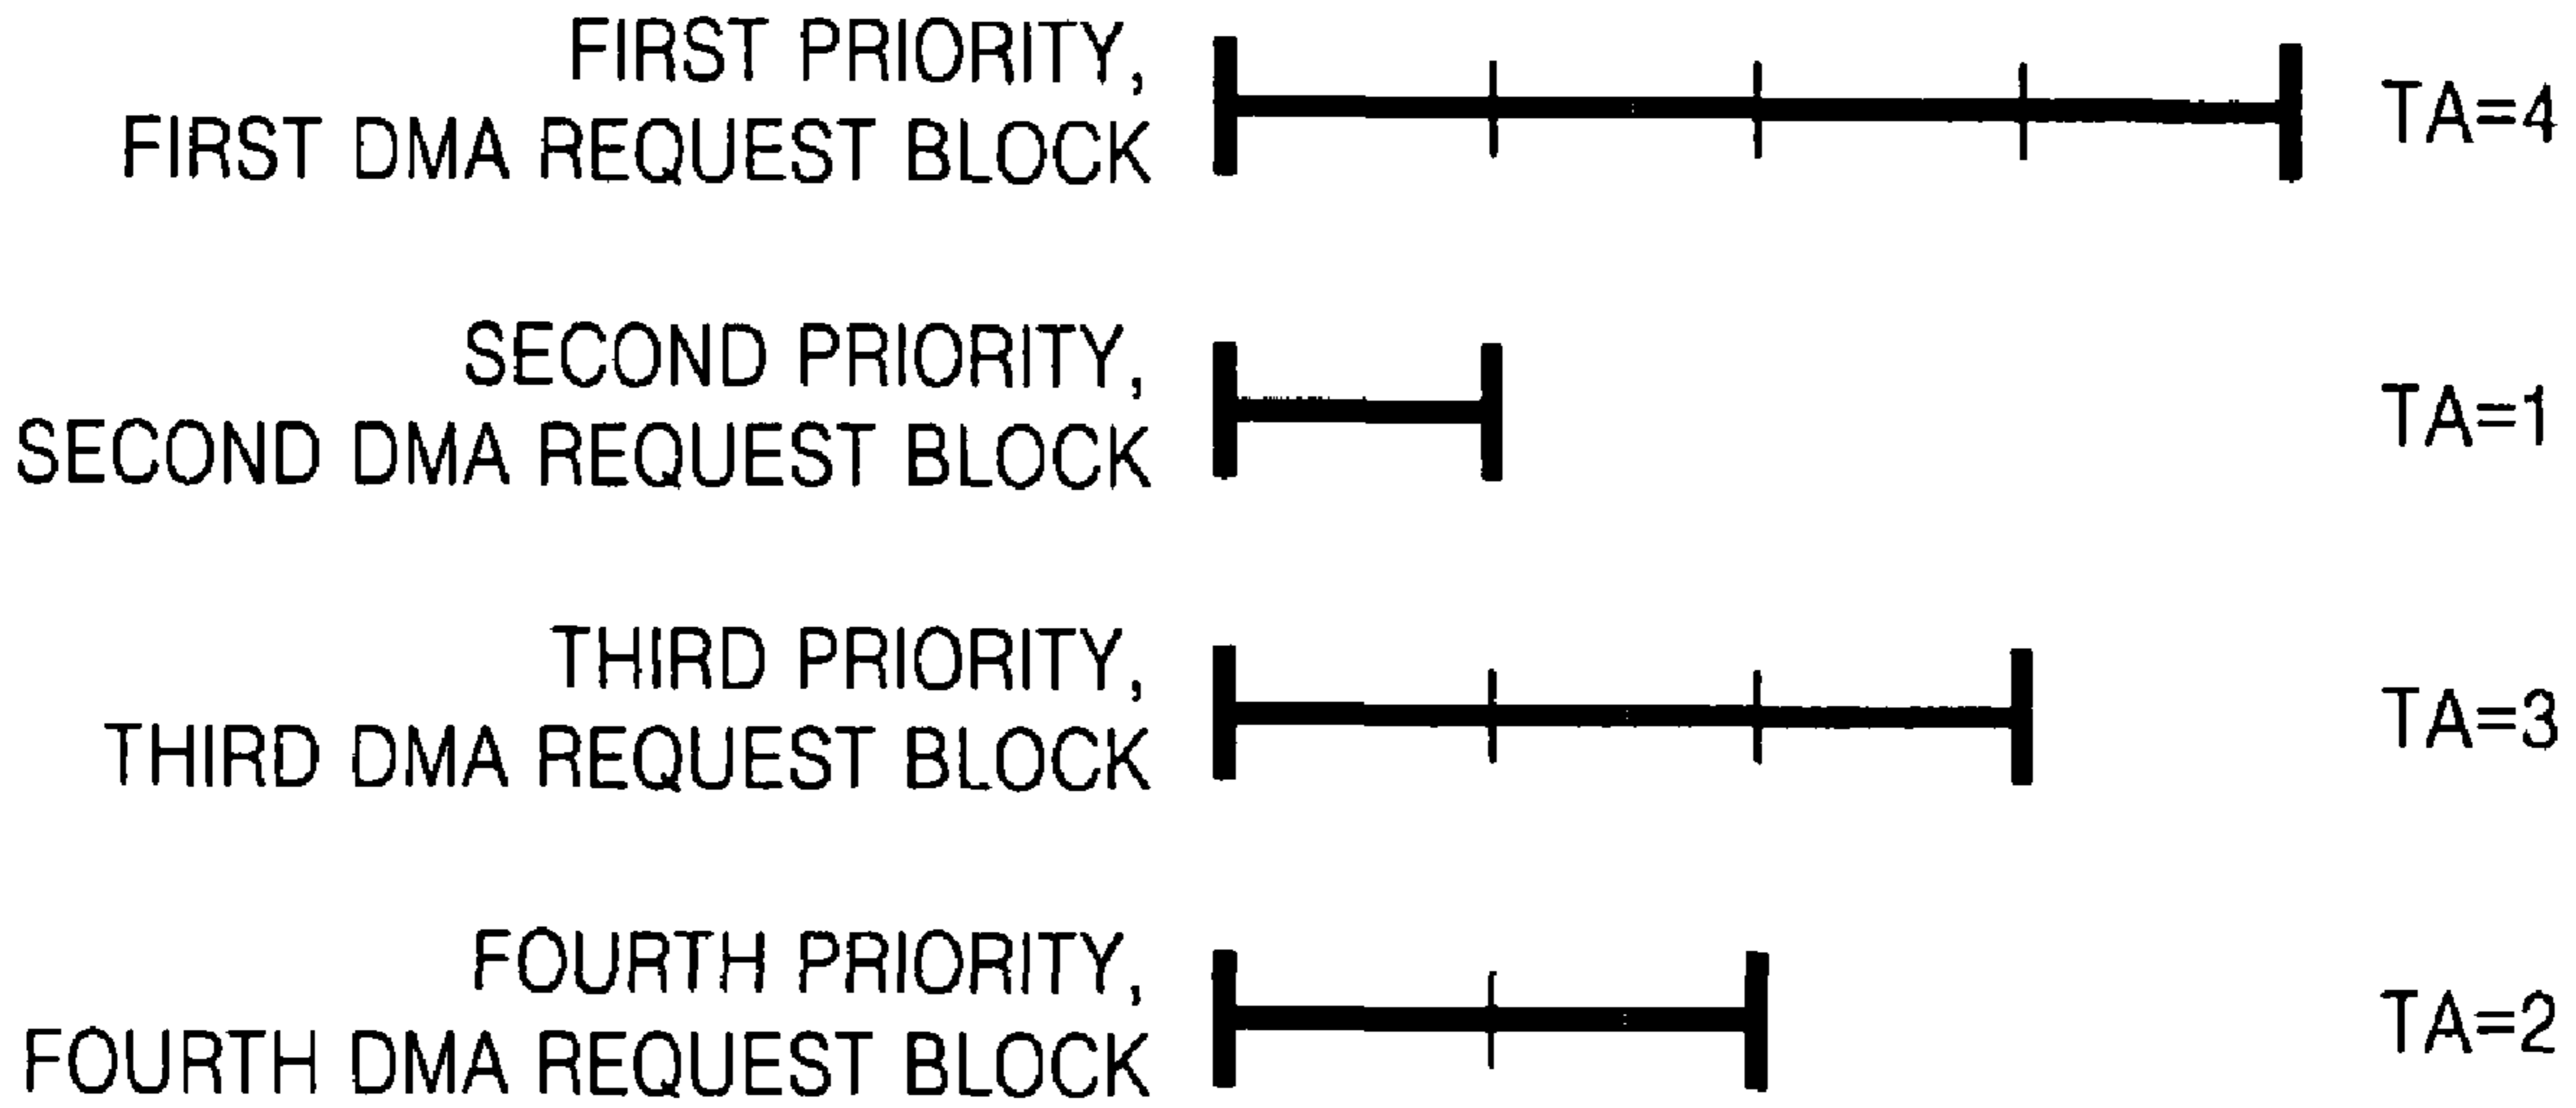 FIRST PRIORITY,
FIRST DMA REQUEST BLOCK
TA=4
SECOND PRIORITY,
SECOND DMA REQUEST BLOCK
TA=1
THIRD PRIORITY,
THIRD DMA REQUEST BLOCK
TA=3
FOURTH PRIORITY,
FOURTH DMA REQUEST BLOCK
TA=2